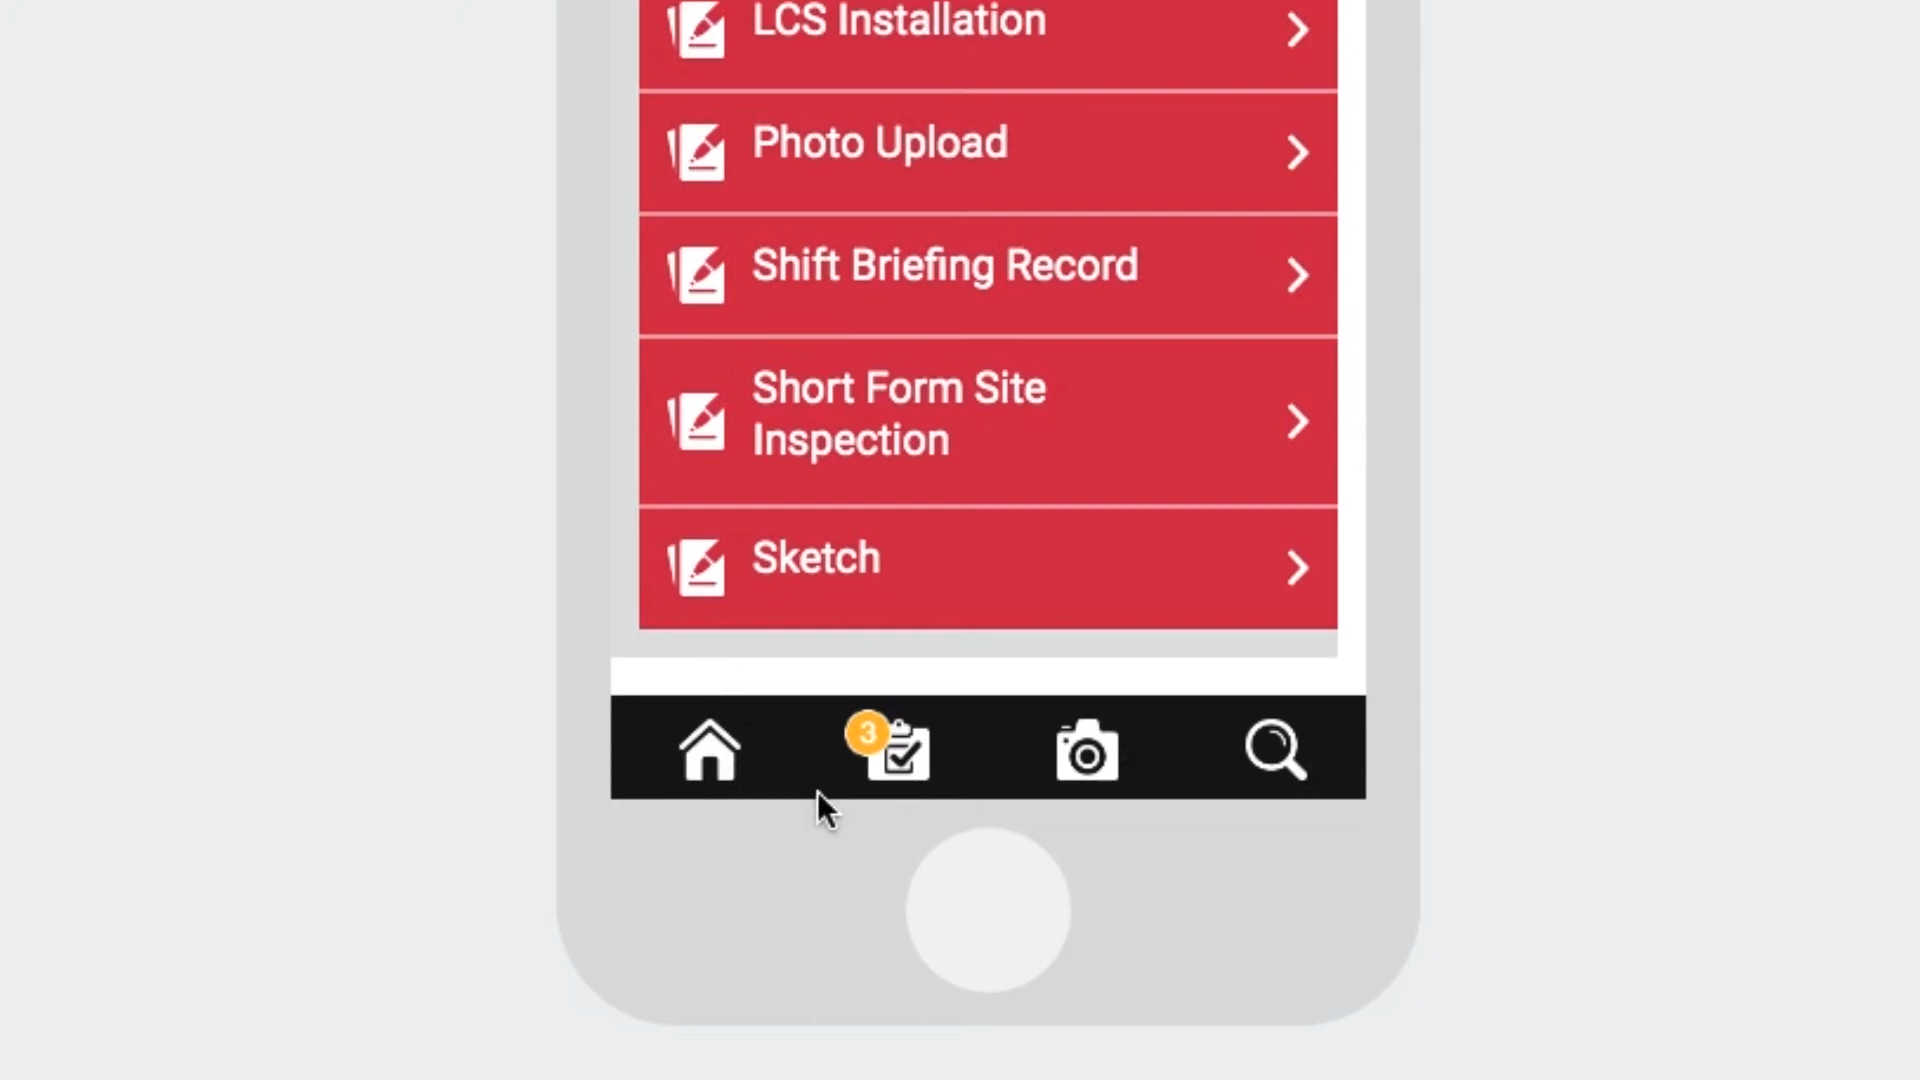 LCS Installation
Photo Upload
Shift Briefing Record
Short Form Site
Inspection
Sketch
3